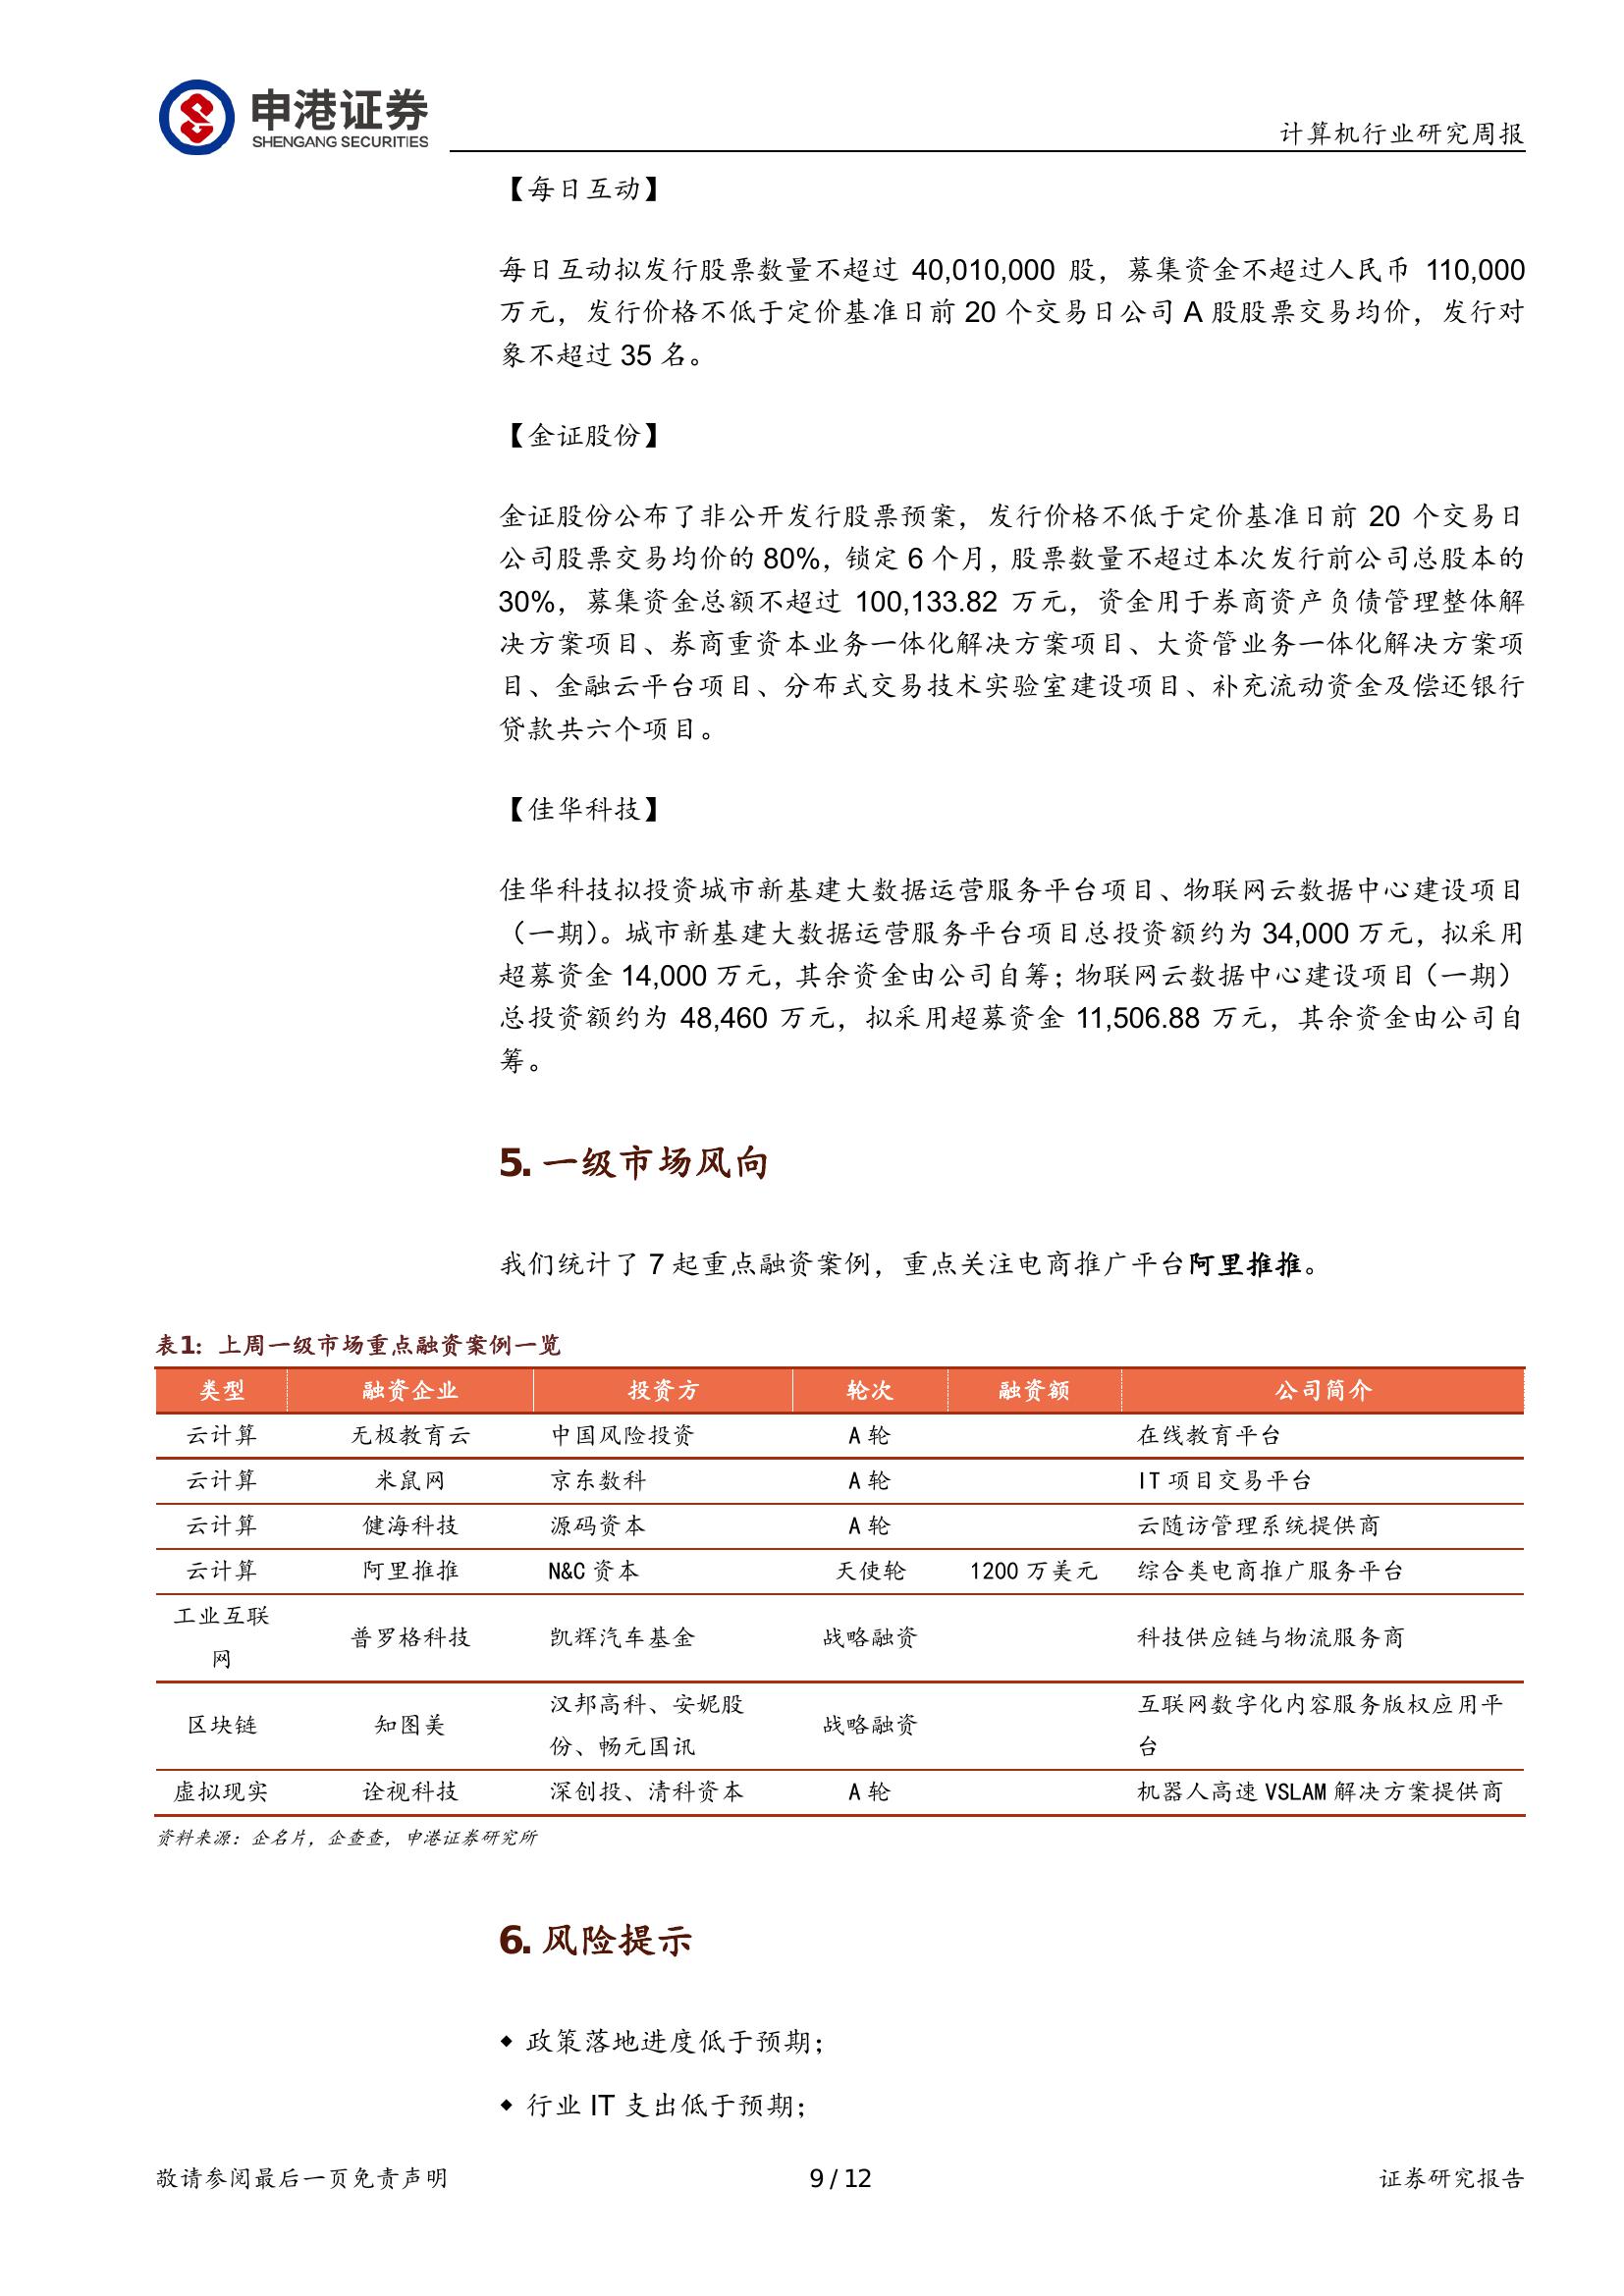 申港证券
SHENGANG SECURITIES
计算机行业研究周报
【每日互动】
每日互动拟发行股票数量不超过 40,010,000 股，募集资金不超过人民币 110,000
万元，发行价格不低于定价基准日前 20 个交易日公司 A 股股票交易均价，发行对
象不超过 35 名。
【金证股份】
金证股份公布了非公开发行股票预案，发行价格不低于定价基准日前 20 个交易日
公司股票交易均价的 80%，锁定 6 个月，股票数量不超过本次发行前公司总股本的
30%，募集资金总额不超过 100,133.82 万元，资金用于券商资产负债管理整体解
决方案项目、券商重资本业务一体化解决方案项目、大资管业务一体化解决方案项
目、金融云平台项目、分布式交易技术实验室建设项目、补充流动资金及偿还银行
贷款共六个项目。
【佳华科技】
佳华科技拟投资城市新基建大数据运营服务平台项目、物联网云数据中心建设项目
（一期）。城市新基建大数据运营服务平台项目总投资额约为 34,000 万元，拟采用
超募资金 14,000 万元，其余资金由公司自筹；物联网云数据中心建设项目（一期）
总投资额约为 48,460 万元，拟采用超募资金 11,506.88 万元，其余资金由公司自
筹。
5. 一级市场风向
我们统计了 7 起重点融资案例，重点关注电商推广平台阿里推推。
表1：上周一级市场重点融资案例一览
类型 融资企业 投资方 轮次 融资额 公司简介
云计算 无极教育云 中国风险投资 A 轮 在线教育平台
云计算 米鼠网 京东数科 A 轮 IT 项目交易平台
云计算 健海科技 源码资本 A 轮 云随访管理系统提供商
云计算 阿里推推 N&C 资本 天使轮 1200 万美元 综合类电商推广服务平台
工业互联
网 普罗格科技 凯辉汽车基金 战略融资 科技供应链与物流服务商
区块链 知图美 汉邦高科、安妮股 战略融资 互联网数字化内容服务版权应用平
份、畅元国讯 台
虚拟现实 诠视科技 深创投、清科资本 A 轮 机器人高速 VSLAM 解决方案提供商
资料来源：企名片，企查查，申港证券研究所
6. 风险提示
◆ 政策落地进度低于预期；
◆ 行业 IT 支出低于预期；
敬请参阅最后一页免责声明 9 / 12 证券研究报告